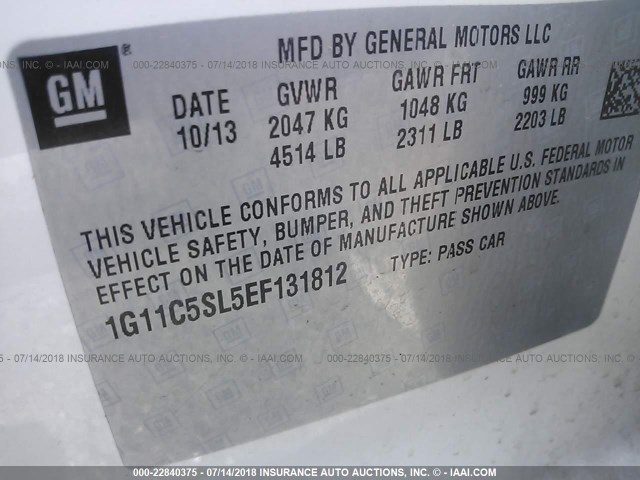 MFD BY GENERAL MOTORS LLC
GM ®
DATE GVWR GAWR FRT GAWR RR
10/13 2047 KG 1048 KG 999 KG
4514 LB 2311 LB 2203 LB
THIS VEHICLE CONFORMS TO ALL APPLICABLE U.S. FEDERAL MOTOR
VEHICLE SAFETY, BUMPER, AND THEFT PREVENTION STANDARDS IN
EFFECT ON THE DATE OF MANUFACTURE SHOWN ABOVE.
1G11C5SL5EF131812 TYPE: PASS CAR
000-22840375 - 07/14/2018 INSURANCE AUTO AUCTIONS, INC. - © IAAI.COM